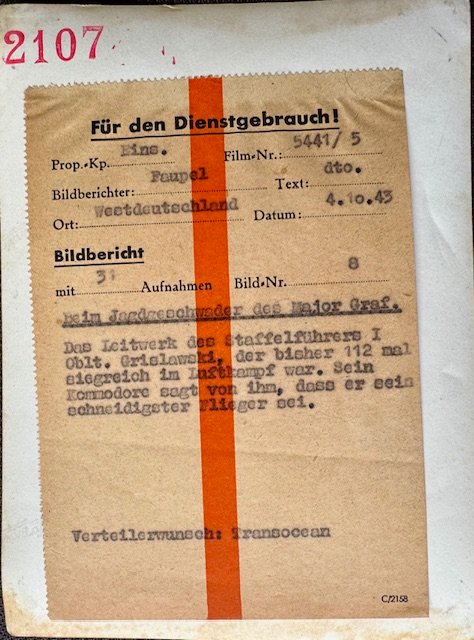 2107
Für den Dienstgebrauch!
Prop.-Kp. Eins. Film-Nr.: 5441/ 5
Bildberichter: Faupel Text: dto.
Ort: Westdeutschland Datum: 4.10.43
Bildbericht
mit 31 Aufnahmen Bild-Nr. 8
Beim Jagdgeschwader des Major Graf.
Das Leitwerk des Staffelführers I
Oblt. Grislawski, der bisher 112 mal
siegreich im Luftkampf war. Sein
Kommodore sagt von ihm, dass er sein
schneidigster Flieger sei.
Verteilerwunsch: Transocean
C/2158